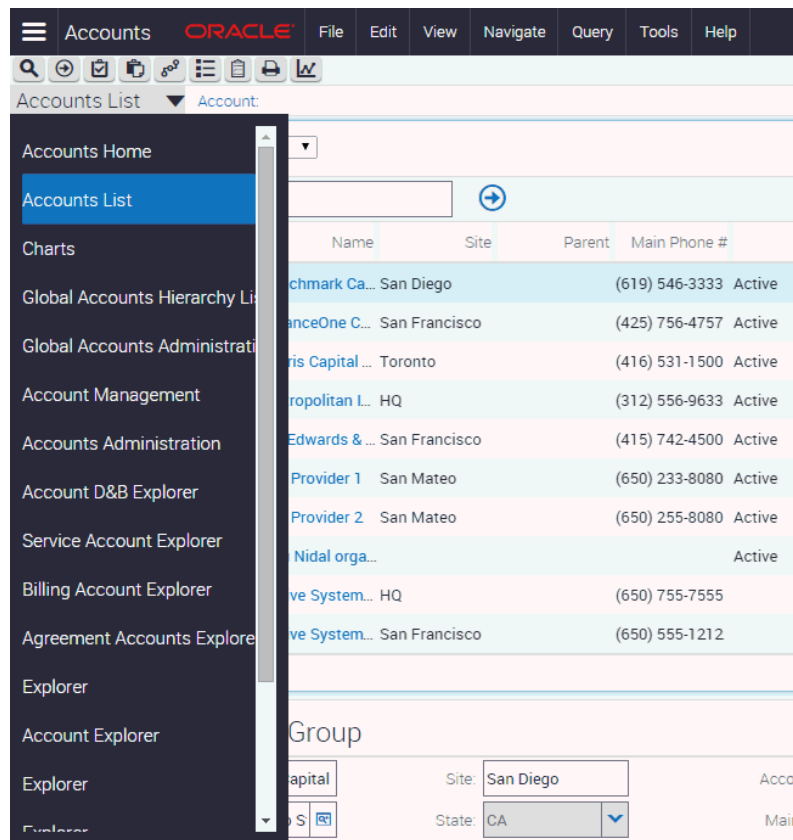 Accounts ORACLE File Edit View Navigate Query Tools Help
Accounts List Account:
Accounts Home
Accounts List
Charts
Global Accounts Hierarchy Lis
Global Accounts Administrati
Account Management
Accounts Administration
Account D&B Explorer
Service Account Explorer
Billing Account Explorer
Agreement Accounts Explore
Explorer
Account Explorer
Explorer
Explorer
Name Site Parent Main Phone #
chmark Ca... San Diego (619) 546-3333 Active
anceOne C... San Francisco (425) 756-4757 Active
ris Capital ... Toronto (416) 531-1500 Active
ropolitan I... HQ (312) 556-9633 Active
Edwards & ... San Francisco (415) 742-4500 Active
Provider 1 San Mateo (650) 233-8080 Active
Provider 2 San Mateo (650) 255-8080 Active
Nidal orga... Active
ve System... HQ (650) 755-7555
ve System... San Francisco (650) 555-1212
Group
apital Site: San Diego Acco
S State: CA Mai